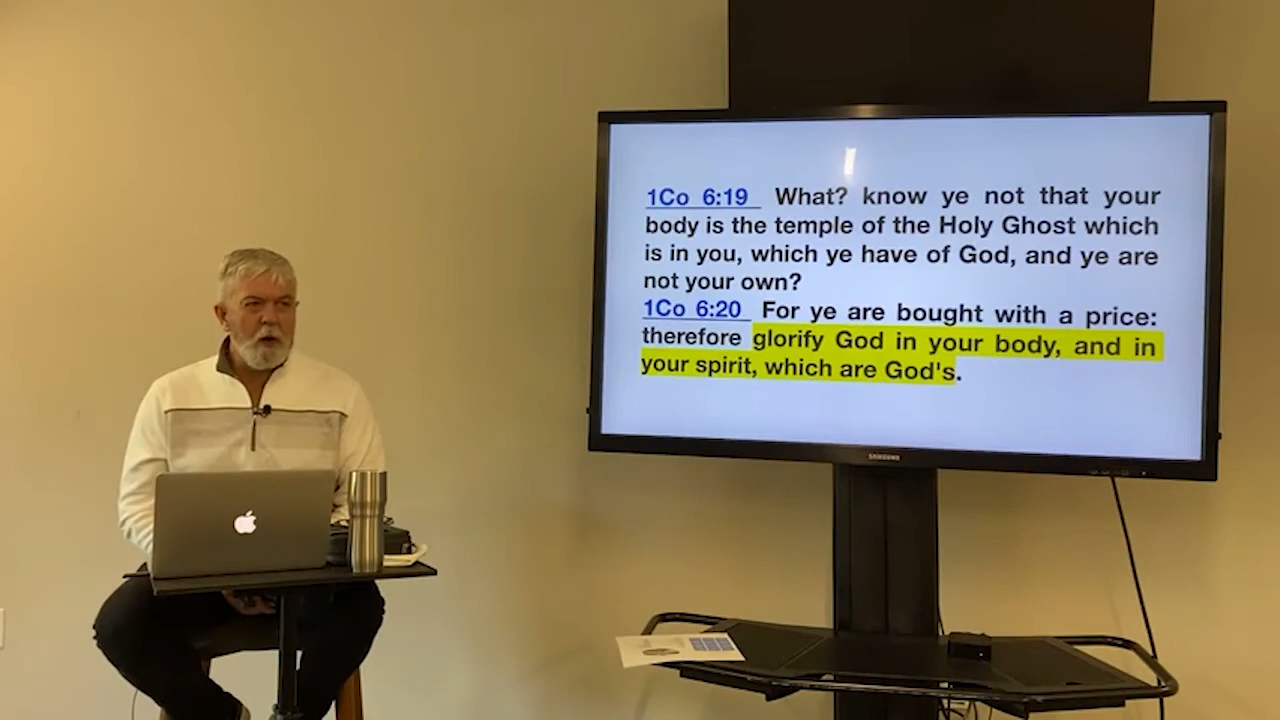 1Co 6:19 What? know ye not that your
body is the temple of the Holy Ghost which
is in you, which ye have of God, and ye are
not your own?
1Co 6:20 For ye are bought with a price:
therefore glorify God in your body, and in
your spirit, which are God's.
SAMSUNG